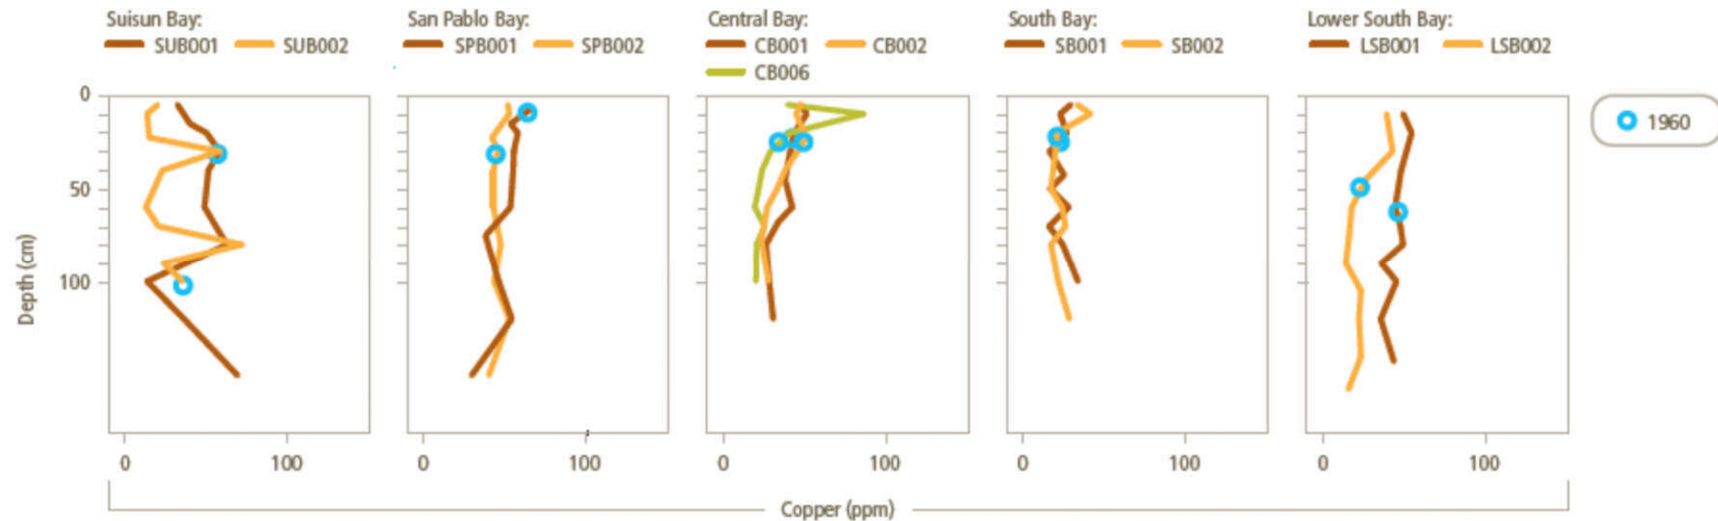 Suisun Bay:
SUB001 SUB002
San Pablo Bay:
SPB001 SPB002
Central Bay:
CB001 CB002
CB006
South Bay:
SB001 SB002
Lower South Bay:
LSB001 LSB002
1960
Depth (cm)
0
50
100
0 100
0 100
0 100
0 100
0 100
Copper (ppm)